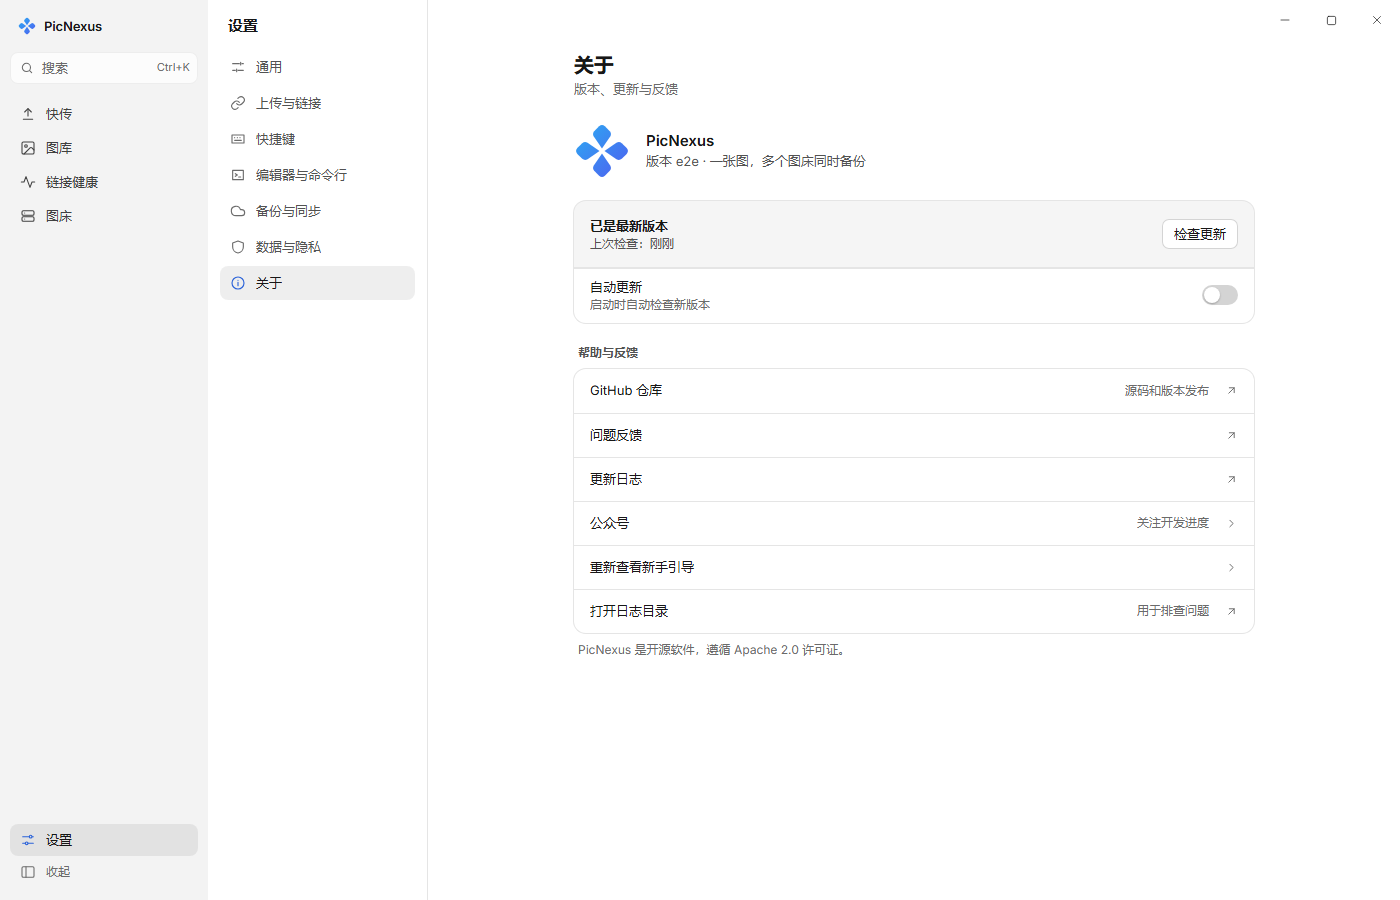 PicNexus
搜索 Ctrl+K
快传
图库
链接健康
图床
设置
收起
设置
通用
上传与链接
快捷键
编辑器与命令行
备份与同步
数据与隐私
关于
关于
版本、更新与反馈
PicNexus
版本 e2e · 一张图，多个图床同时备份
已是最新版本
上次检查：刚刚
检查更新
自动更新
启动时自动检查新版本
帮助与反馈
GitHub 仓库 源码和版本发布
问题反馈
更新日志
公众号 关注开发进度
重新查看新手引导
打开日志目录 用于排查问题
PicNexus 是开源软件，遵循 Apache 2.0 许可证。